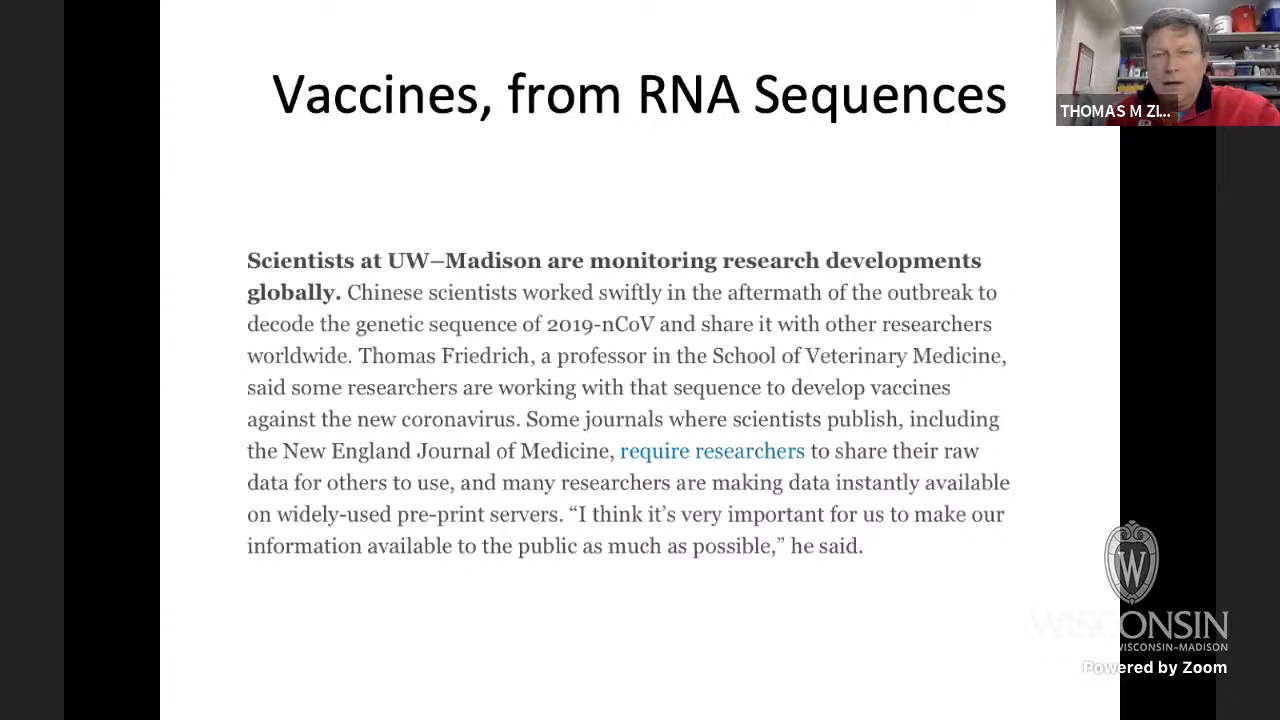 Vaccines, from RNA Sequences
THOMAS M ZI...
Scientists at UW–Madison are monitoring research developments
globally. Chinese scientists worked swiftly in the aftermath of the outbreak to
decode the genetic sequence of 2019-nCoV and share it with other researchers
worldwide. Thomas Friedrich, a professor in the School of Veterinary Medicine,
said some researchers are working with that sequence to develop vaccines
against the new coronavirus. Some journals where scientists publish, including
the New England Journal of Medicine, require researchers to share their raw
data for others to use, and many researchers are making data instantly available
on widely-used pre-print servers. “I think it’s very important for us to make our
information available to the public as much as possible,” he said.
W
WISCONSIN
WISCONSIN–MADISON
Powered by Zoom